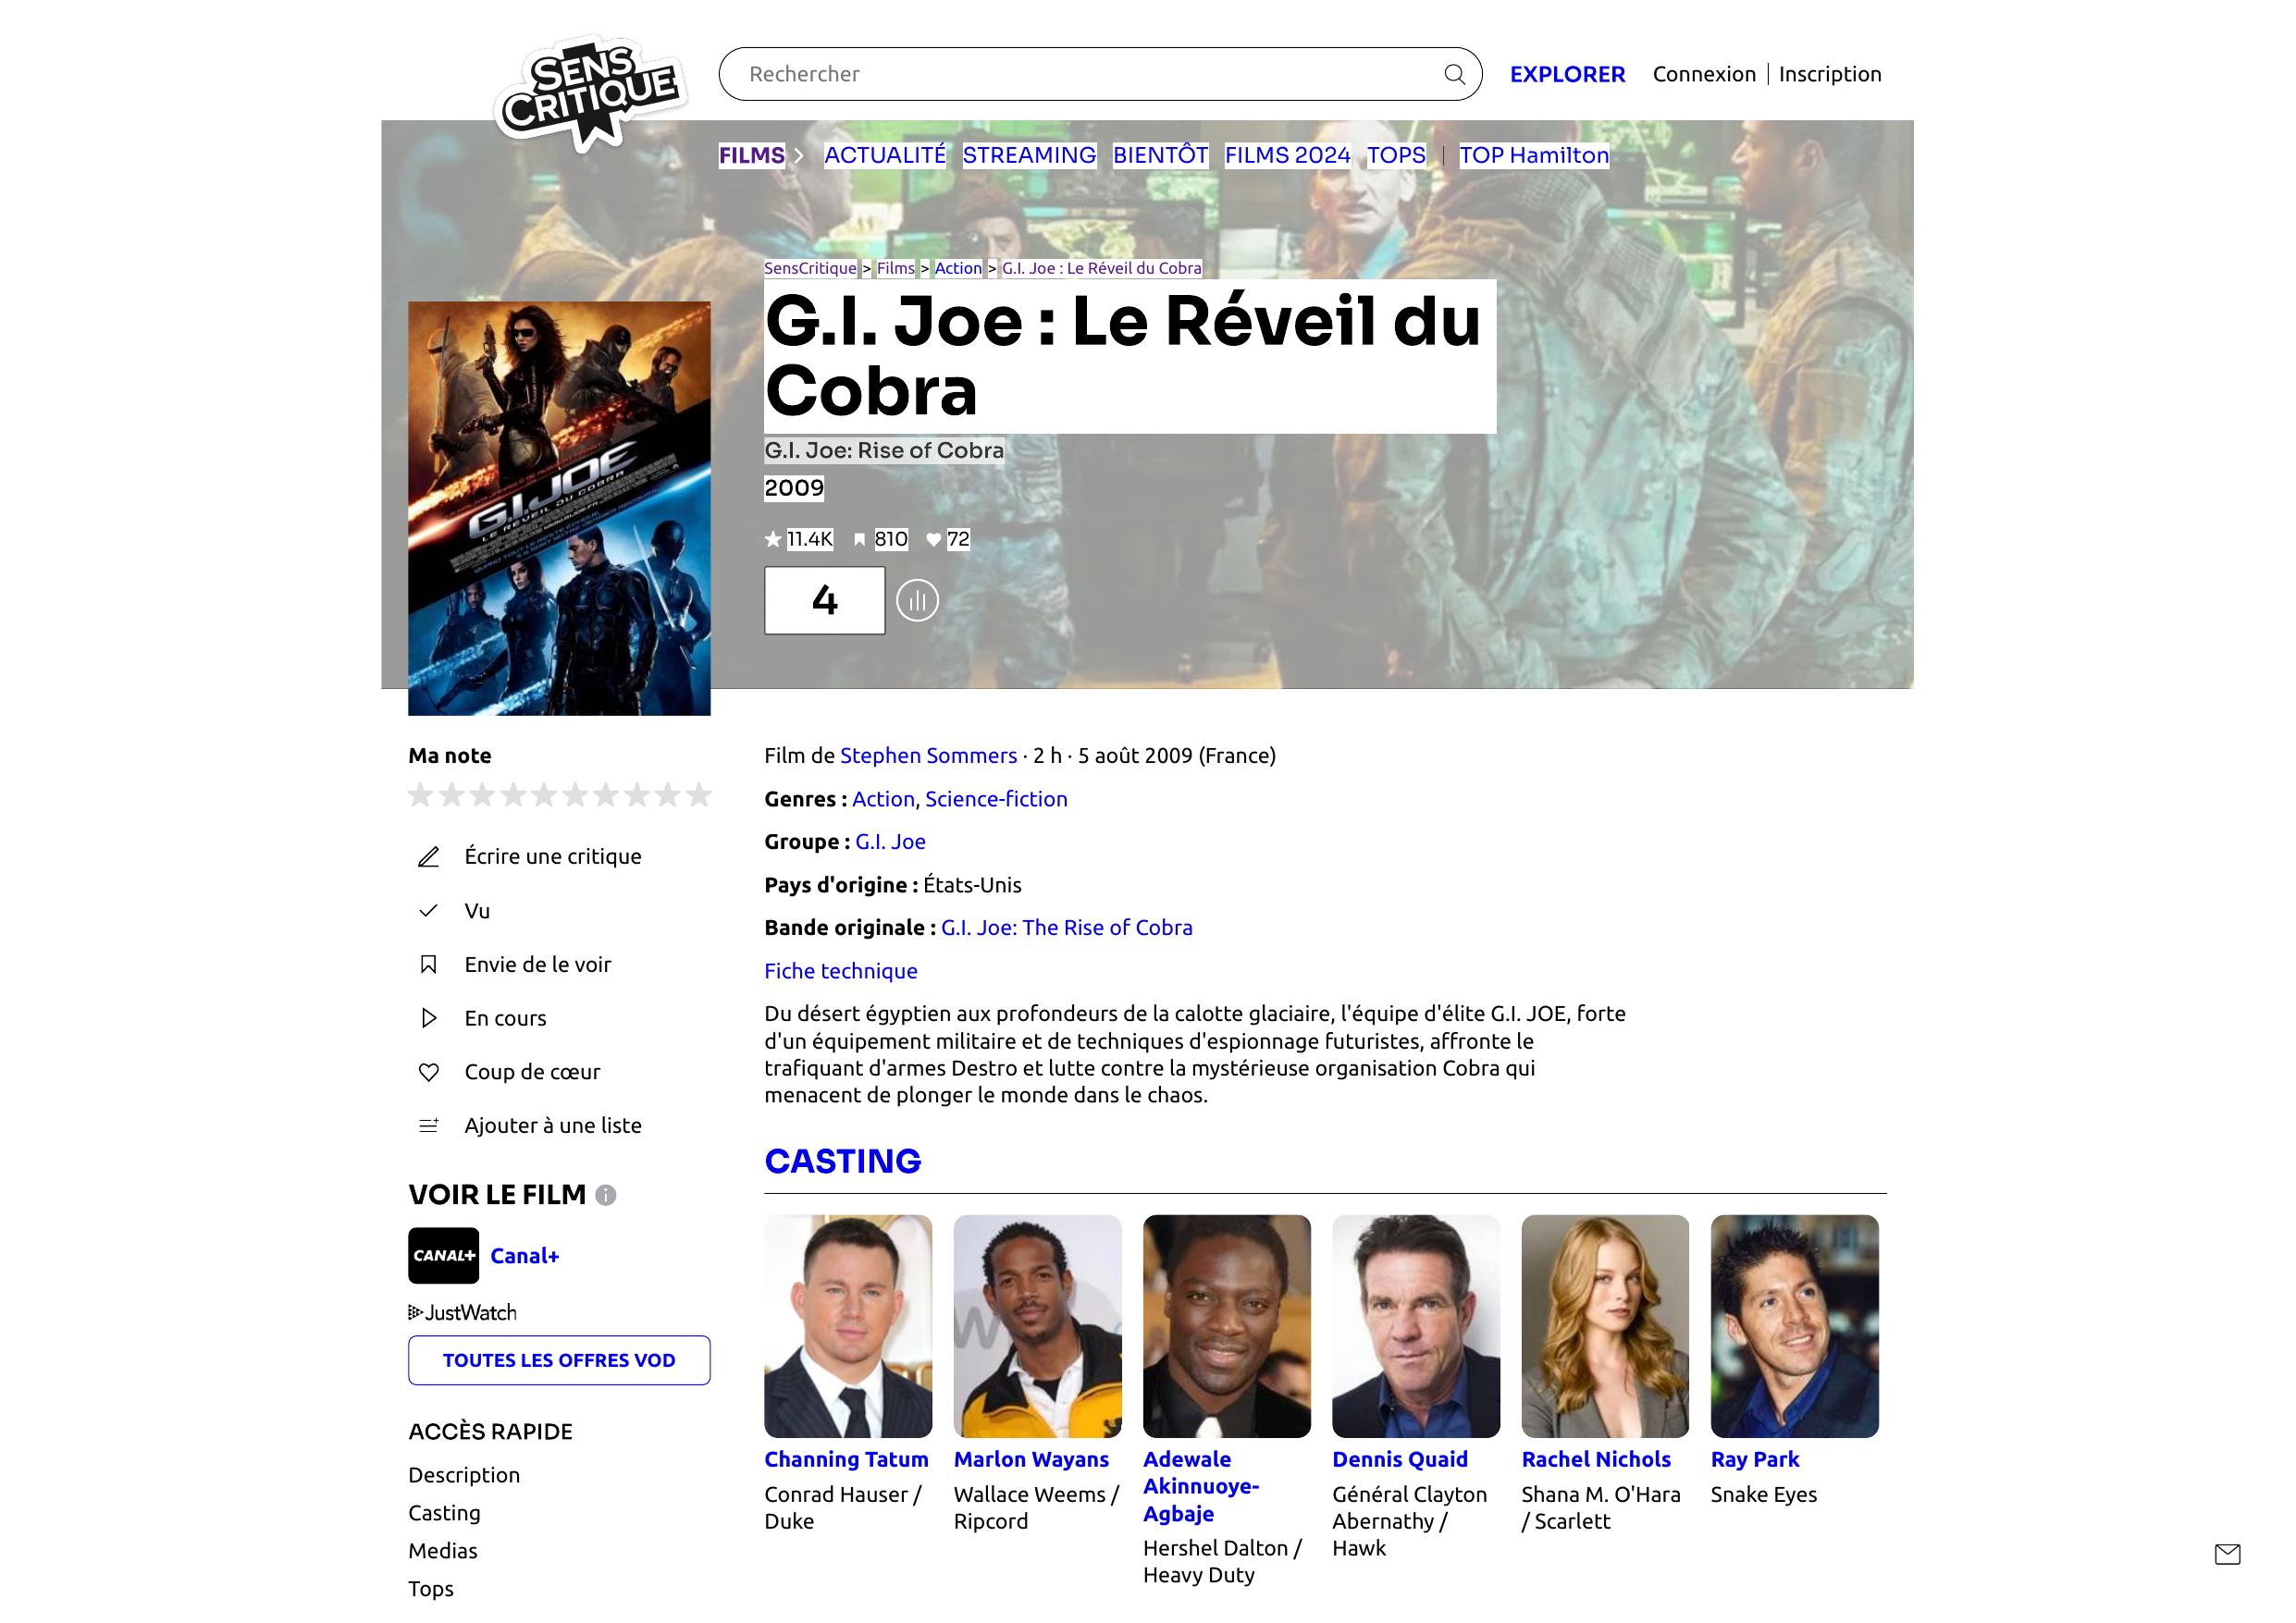 SENS
CRITIQUE
Rechercher
EXPLORER
Connexion | Inscription
FILMS
ACTUALITÉ
STREAMING
BIENTÔT
FILMS 2024
TOPS
|
TOP Hamilton
SensCritique > Films > Action > G.I. Joe : Le Réveil du Cobra
G.I. Joe : Le Réveil du
Cobra
G.I. Joe: Rise of Cobra
2009
11.4K
810
72
4
G.I.JOE
LE RÉVEIL DU COBRA
Ma note
Écrire une critique
Vu
Envie de le voir
En cours
Coup de cœur
Ajouter à une liste
VOIR LE FILM
CANAL+
Canal+
JustWatch
TOUTES LES OFFRES VOD
ACCÈS RAPIDE
Description
Casting
Medias
Tops
Film de Stephen Sommers · 2 h · 5 août 2009 (France)
Genres : Action, Science-fiction
Groupe : G.I. Joe
Pays d'origine : États-Unis
Bande originale : G.I. Joe: The Rise of Cobra
Fiche technique
Du désert égyptien aux profondeurs de la calotte glaciaire, l'équipe d'élite G.I. JOE, forte
d'un équipement militaire et de techniques d'espionnage futuristes, affronte le
trafiquant d'armes Destro et lutte contre la mystérieuse organisation Cobra qui
menacent de plonger le monde dans le chaos.
CASTING
Channing Tatum
Conrad Hauser /
Duke
Marlon Wayans
Wallace Weems /
Ripcord
Adewale
Akinnuoye-
Agbaje
Hershel Dalton /
Heavy Duty
Dennis Quaid
Général Clayton
Abernathy /
Hawk
Rachel Nichols
Shana M. O'Hara
/ Scarlett
Ray Park
Snake Eyes